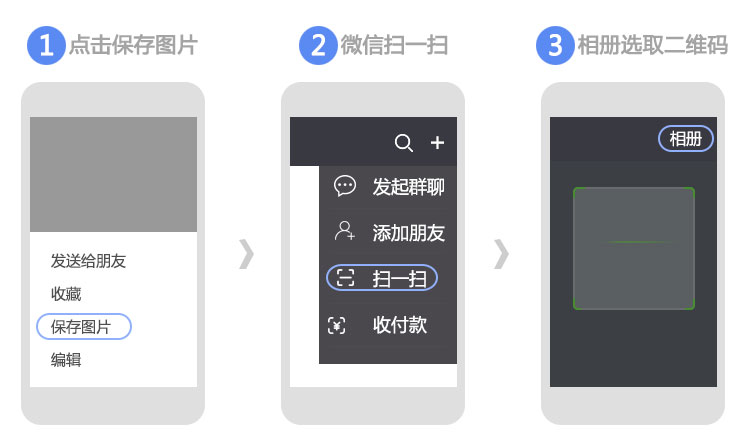 1 点击保存图片
2 微信扫一扫
3 相册选取二维码
发送给朋友
收藏
保存图片
编辑
发起群聊
添加朋友
扫一扫
收付款
相册